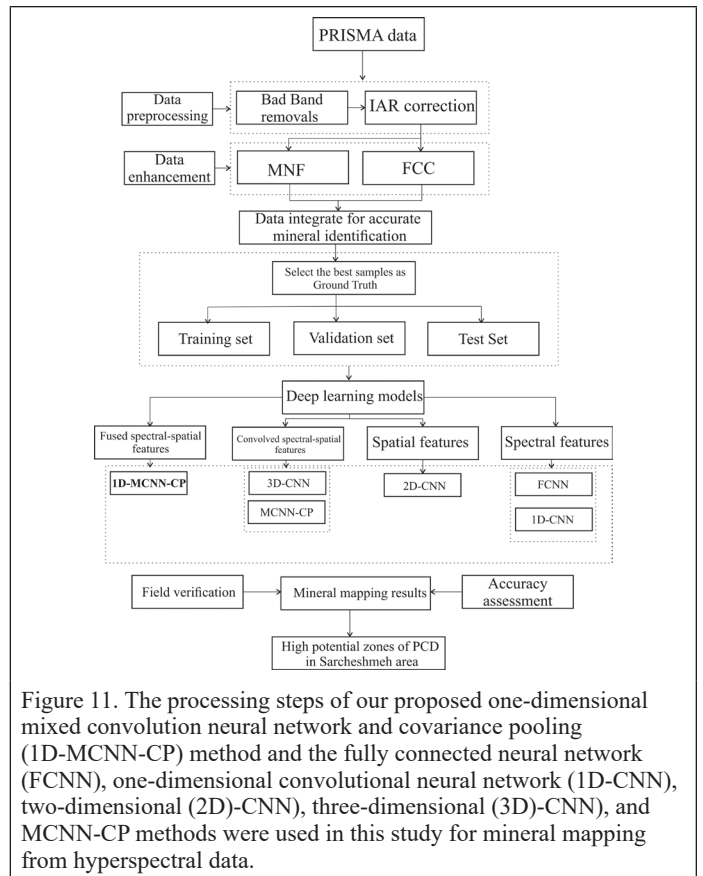 PRISMA data
Data
preprocessing
Bad Band
removals
IAR correction
Data
enhancement
MNF
FCC
Data integrate for accurate
mineral identification
Select the best samples as
Ground Truth
Training set
Validation set
Test Set
Deep learning models
Fused spectral-spatial
features
Convolved spectral-spatial
features
Spatial features
Spectral features
1D-MCNN-CP
3D-CNN
MCNN-CP
2D-CNN
FCNN
1D-CNN
Field verification
Mineral mapping results
Accuracy
assessment
High potential zones of PCD
in Sarcheshmeh area
Figure 11. The processing steps of our proposed one-dimensional
mixed convolution neural network and covariance pooling
(1D-MCNN-CP) method and the fully connected neural network
(FCNN), one-dimensional convolutional neural network (1D-CNN),
two-dimensional (2D)-CNN), three-dimensional (3D)-CNN), and
MCNN-CP methods were used in this study for mineral mapping
from hyperspectral data.